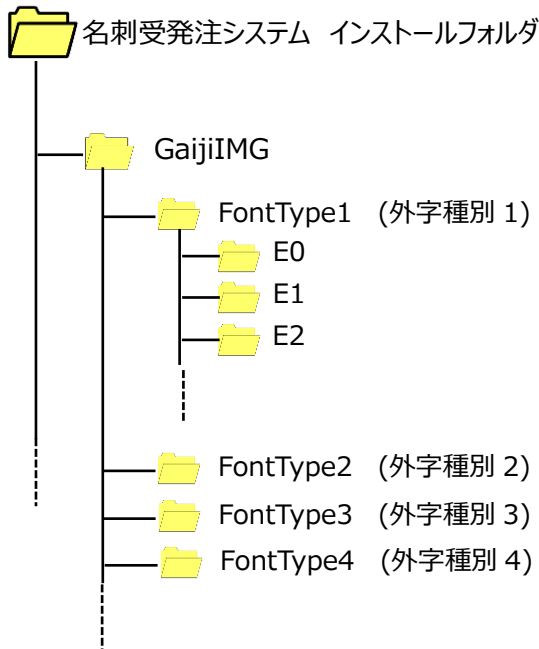 名刺受発注システム インストールフォルダ
GaijiIMG
FontType1 (外字種別 1)
E0
E1
E2
FontType2 (外字種別 2)
FontType3 (外字種別 3)
FontType4 (外字種別 4)